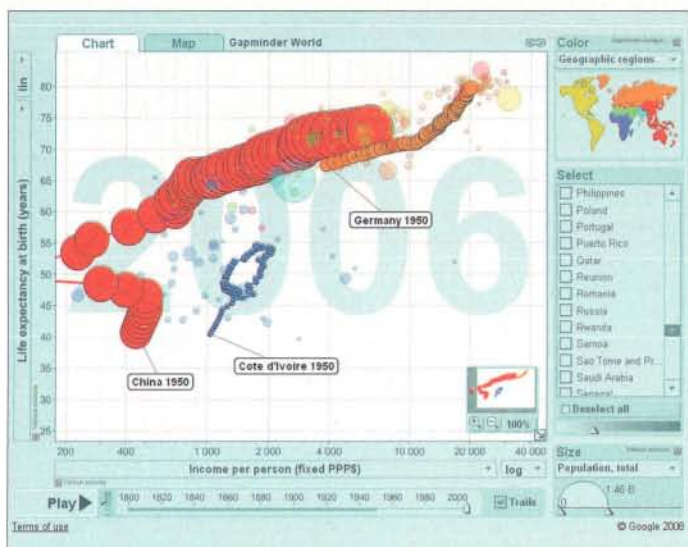 Chart
Map
Gapminder World
Color
Geographic regions
lin
Life expectancy at birth (years)
80
75
70
65
60
55
50
45
40
35
30
25
2006
Germany 1950
Cote d'Ivoire 1950
China 1950
100%
200
400
1 000
2 000
4 000
10 000
20 000
40 000
Income per person (fixed PPP$)
log
Select
Philippines
Poland
Portugal
Puerto Rico
Qatar
Reunion
Romania
Russia
Rwanda
Samoa
Sao Tome and Pr...
Saudi Arabia
Senegal
Deselect all
Size
Population, total
0
1.46 B
Play
1800
1820
1840
1860
1880
1900
1920
1940
1960
1980
2000
Trails
Terms of use
© Google 2008